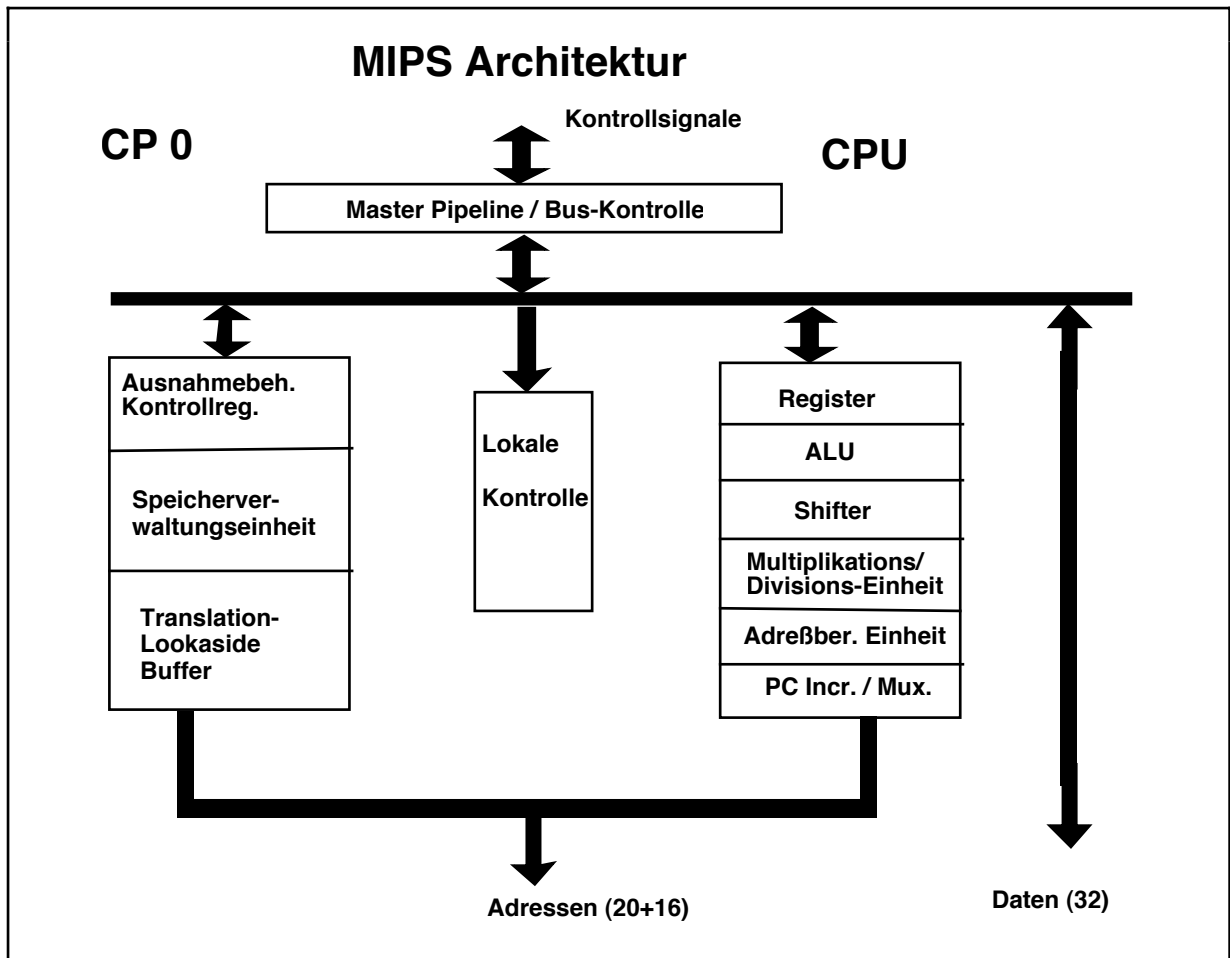 MIPS Architektur
Kontrollsignale
CP 0
CPU
Master Pipeline / Bus-Kontrolle
Ausnahmebeh.
Kontrollreg.
Speicherver-
waltungseinheit
Translation-
Lookaside
Buffer
Lokale
Kontrolle
Register
ALU
Shifter
Multiplikations/
Divisions-Einheit
Adreßber. Einheit
PC Incr. / Mux.
Adressen (20+16)
Daten (32)